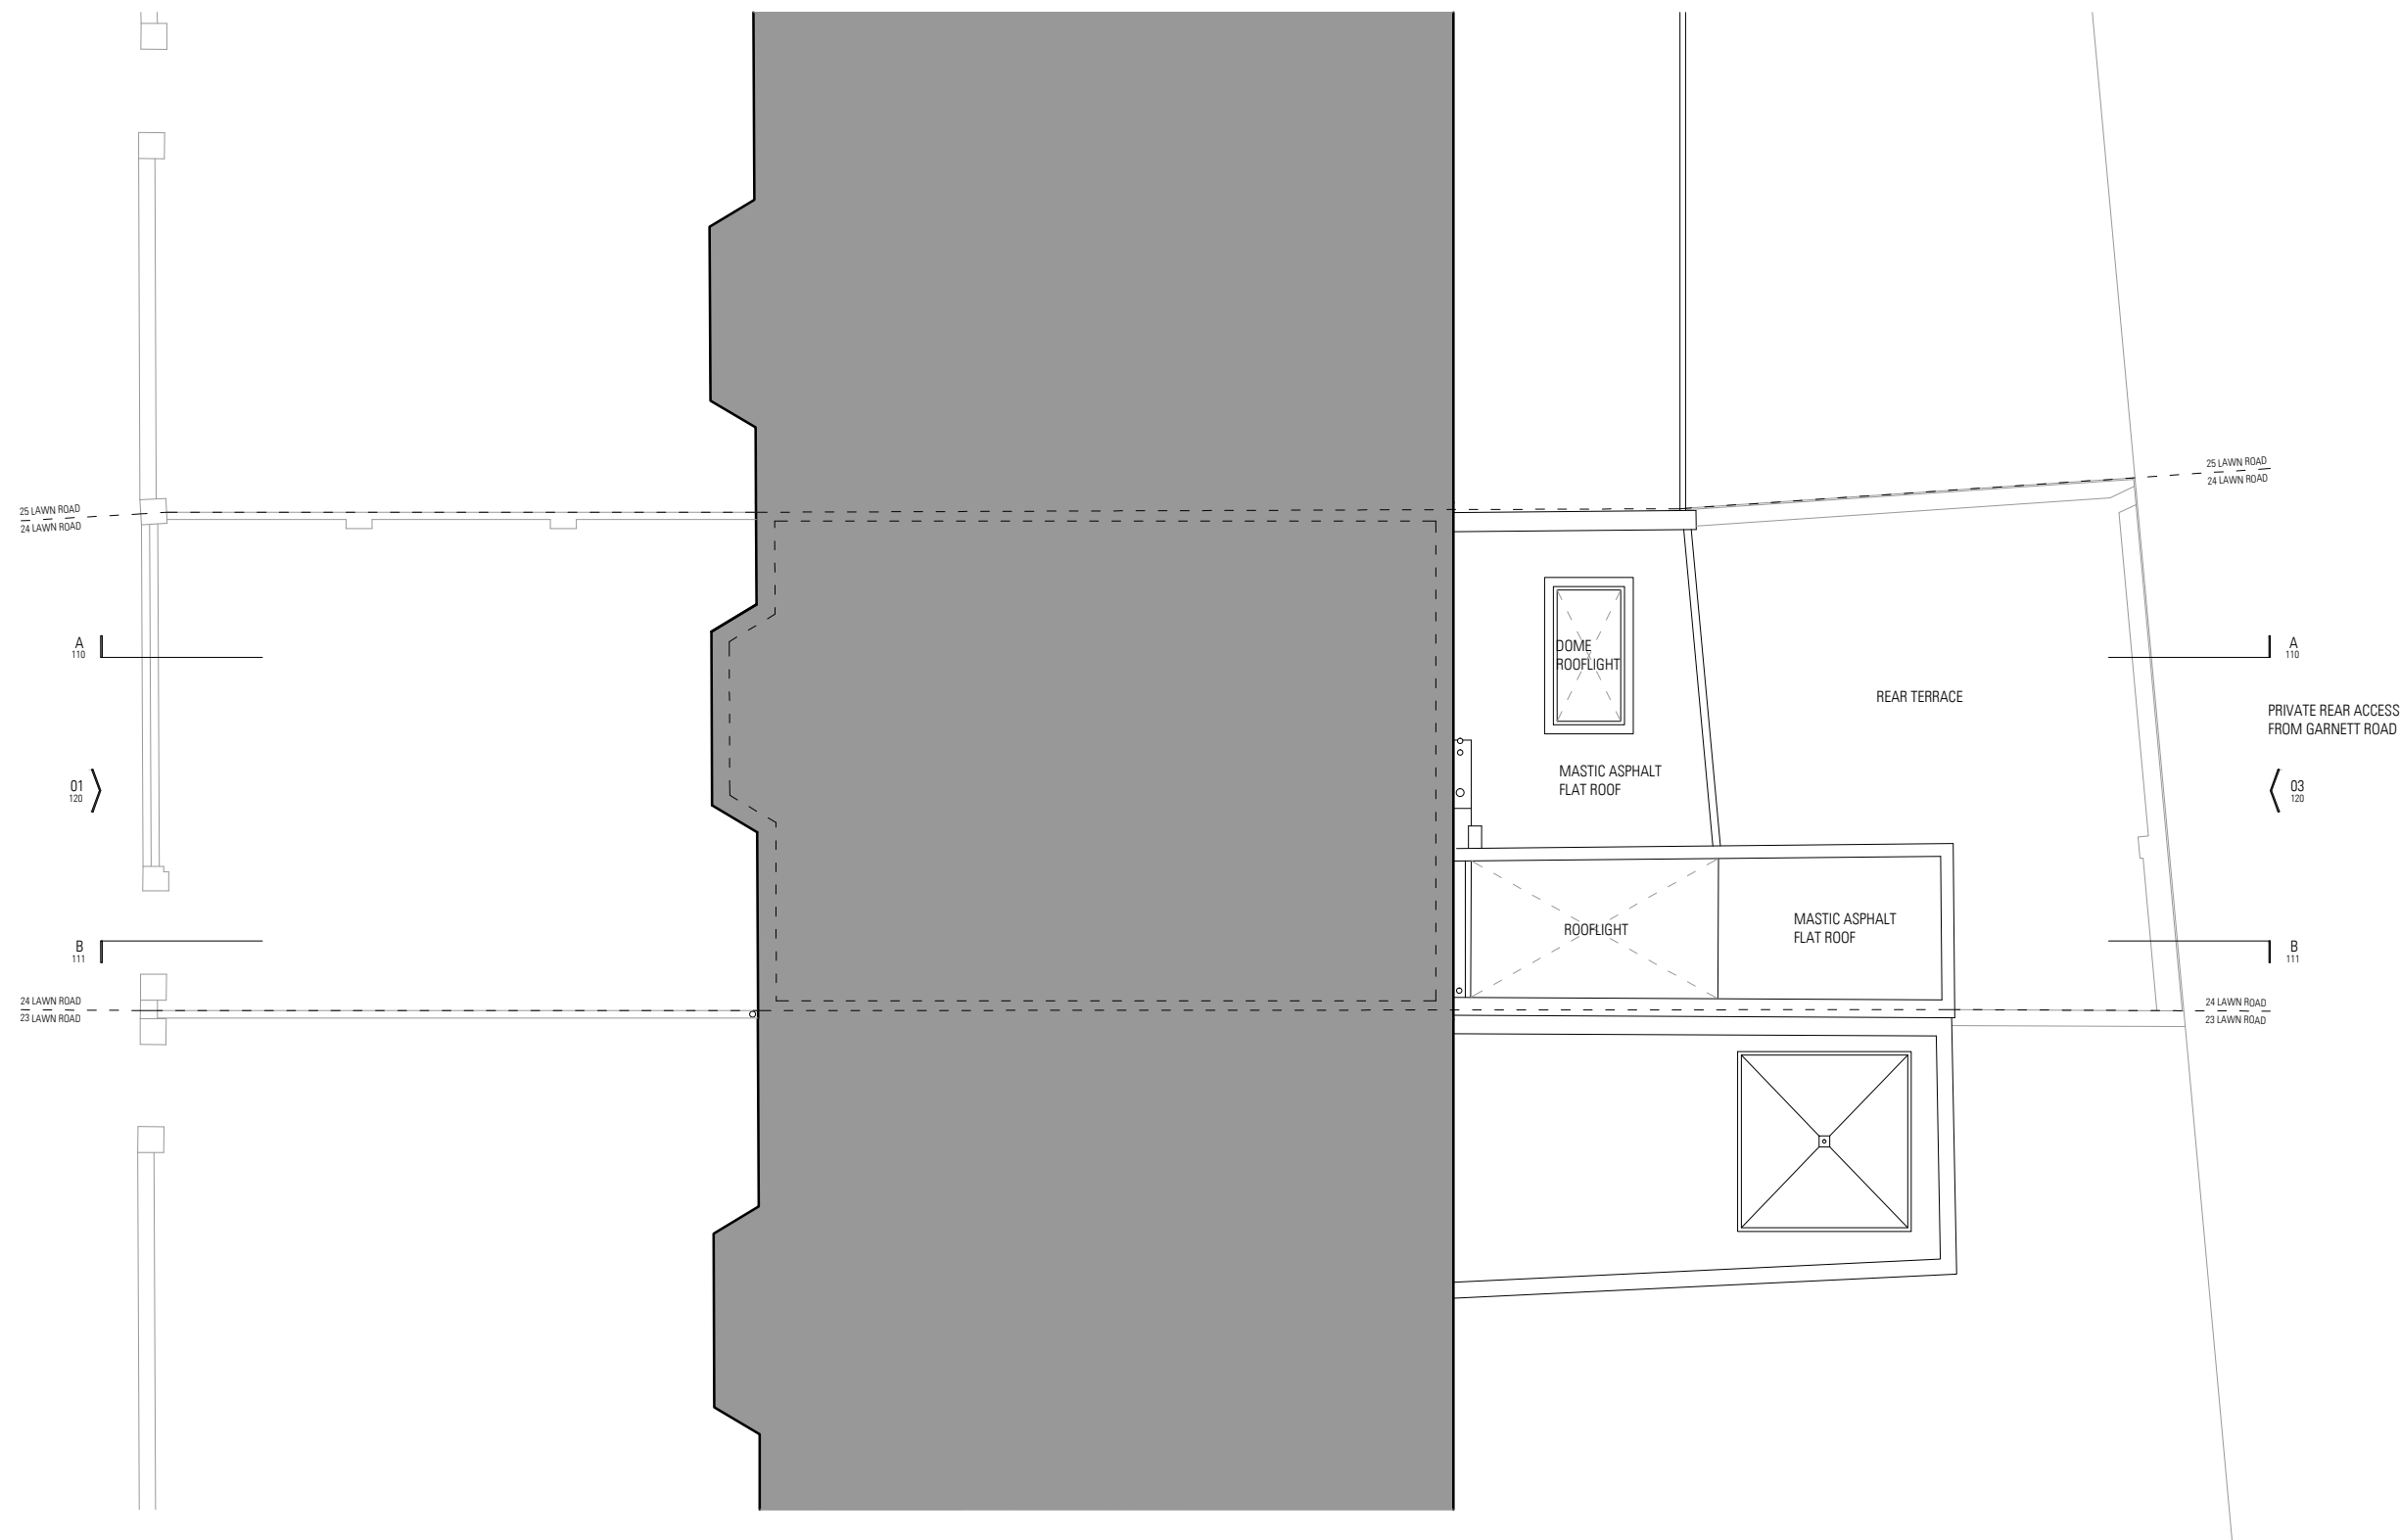 25 LAWN ROAD
24 LAWN ROAD
25 LAWN ROAD
24 LAWN ROAD
A
110
DOME
ROOFLIGHT
A
110
REAR TERRACE
PRIVATE REAR ACCESS
FROM GARNETT ROAD
01
120
MASTIC ASPHALT
FLAT ROOF
03
120
B
111
ROOFLIGHT
MASTIC ASPHALT
FLAT ROOF
B
111
24 LAWN ROAD
23 LAWN ROAD
24 LAWN ROAD
23 LAWN ROAD